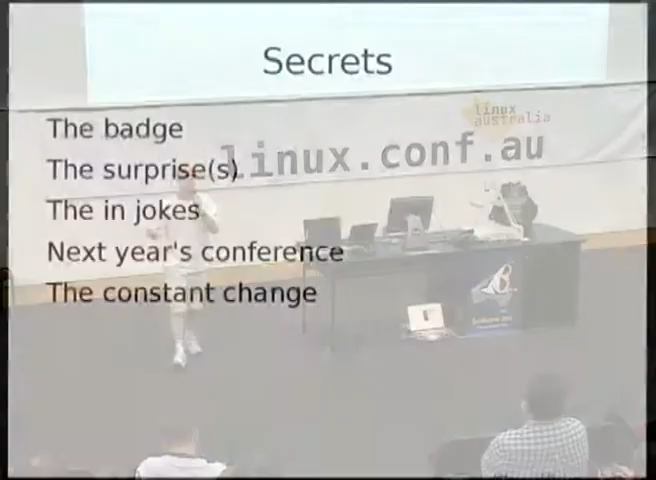 Secrets
linux
australia
The badge
linux.conf.au
The surprise(s)
The in jokes
Next year's conference
The constant change